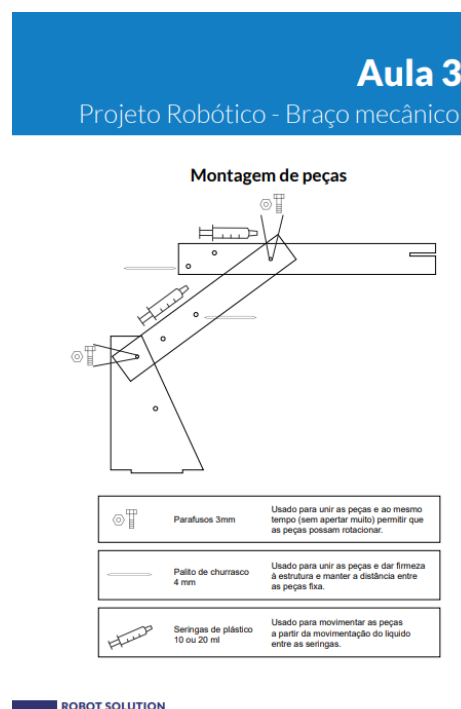 Aula 3
Projeto Robótico - Braço mecânico
Montagem de peças
Parafusos 3mm
Usado para unir as peças e ao mesmo
tempo (sem apertar muito) permitir que
as peças possam rotacionar.
Palito de churrasco
4 mm
Usado para unir as peças e dar firmeza
à estrutura e manter a distância entre
as peças fixa.
Seringas de plástico
10 ou 20 ml
Usado para movimentar as peças
a partir da movimentação do liquido
entre as seringas.
ROBOT SOLUTION